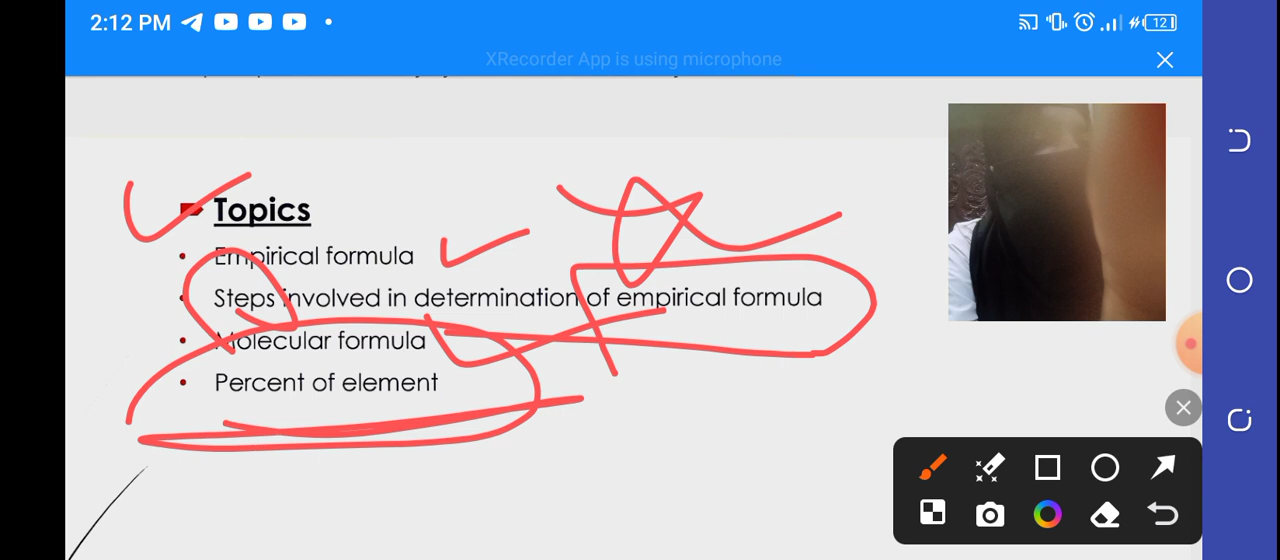 2:12 PM
12
XRecorder App is using microphone
Topics
Empirical formula
Steps involved in determination of empirical formula
Molecular formula
Percent of element